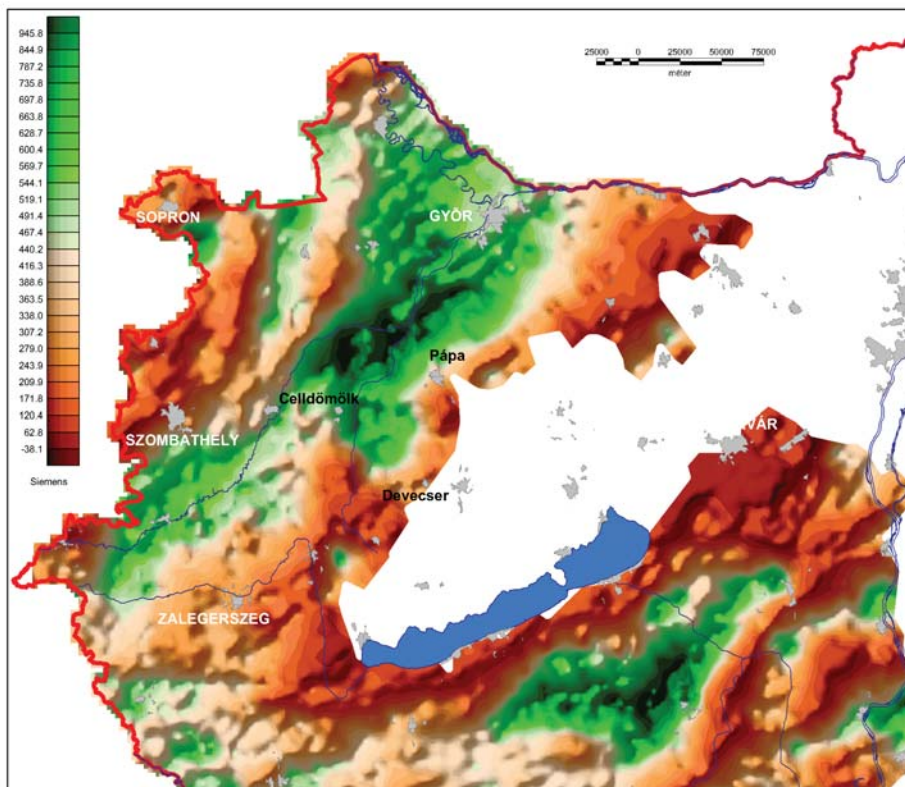 945.8
844.9
787.2
735.8
697.8
663.8
628.7
600.4
569.7
544.1
519.1
491.4
467.4
440.2
416.3
388.6
363.5
338.0
307.2
279.0
243.9
209.9
171.8
120.4
62.8
-38.1
Siemens
25000 0 25000 50000 75000
méter
SOPRON
GYŐR
Pápa
Celldömölk
SZOMBATHELY
VÁR
Devecser
ZALEGERSZEG